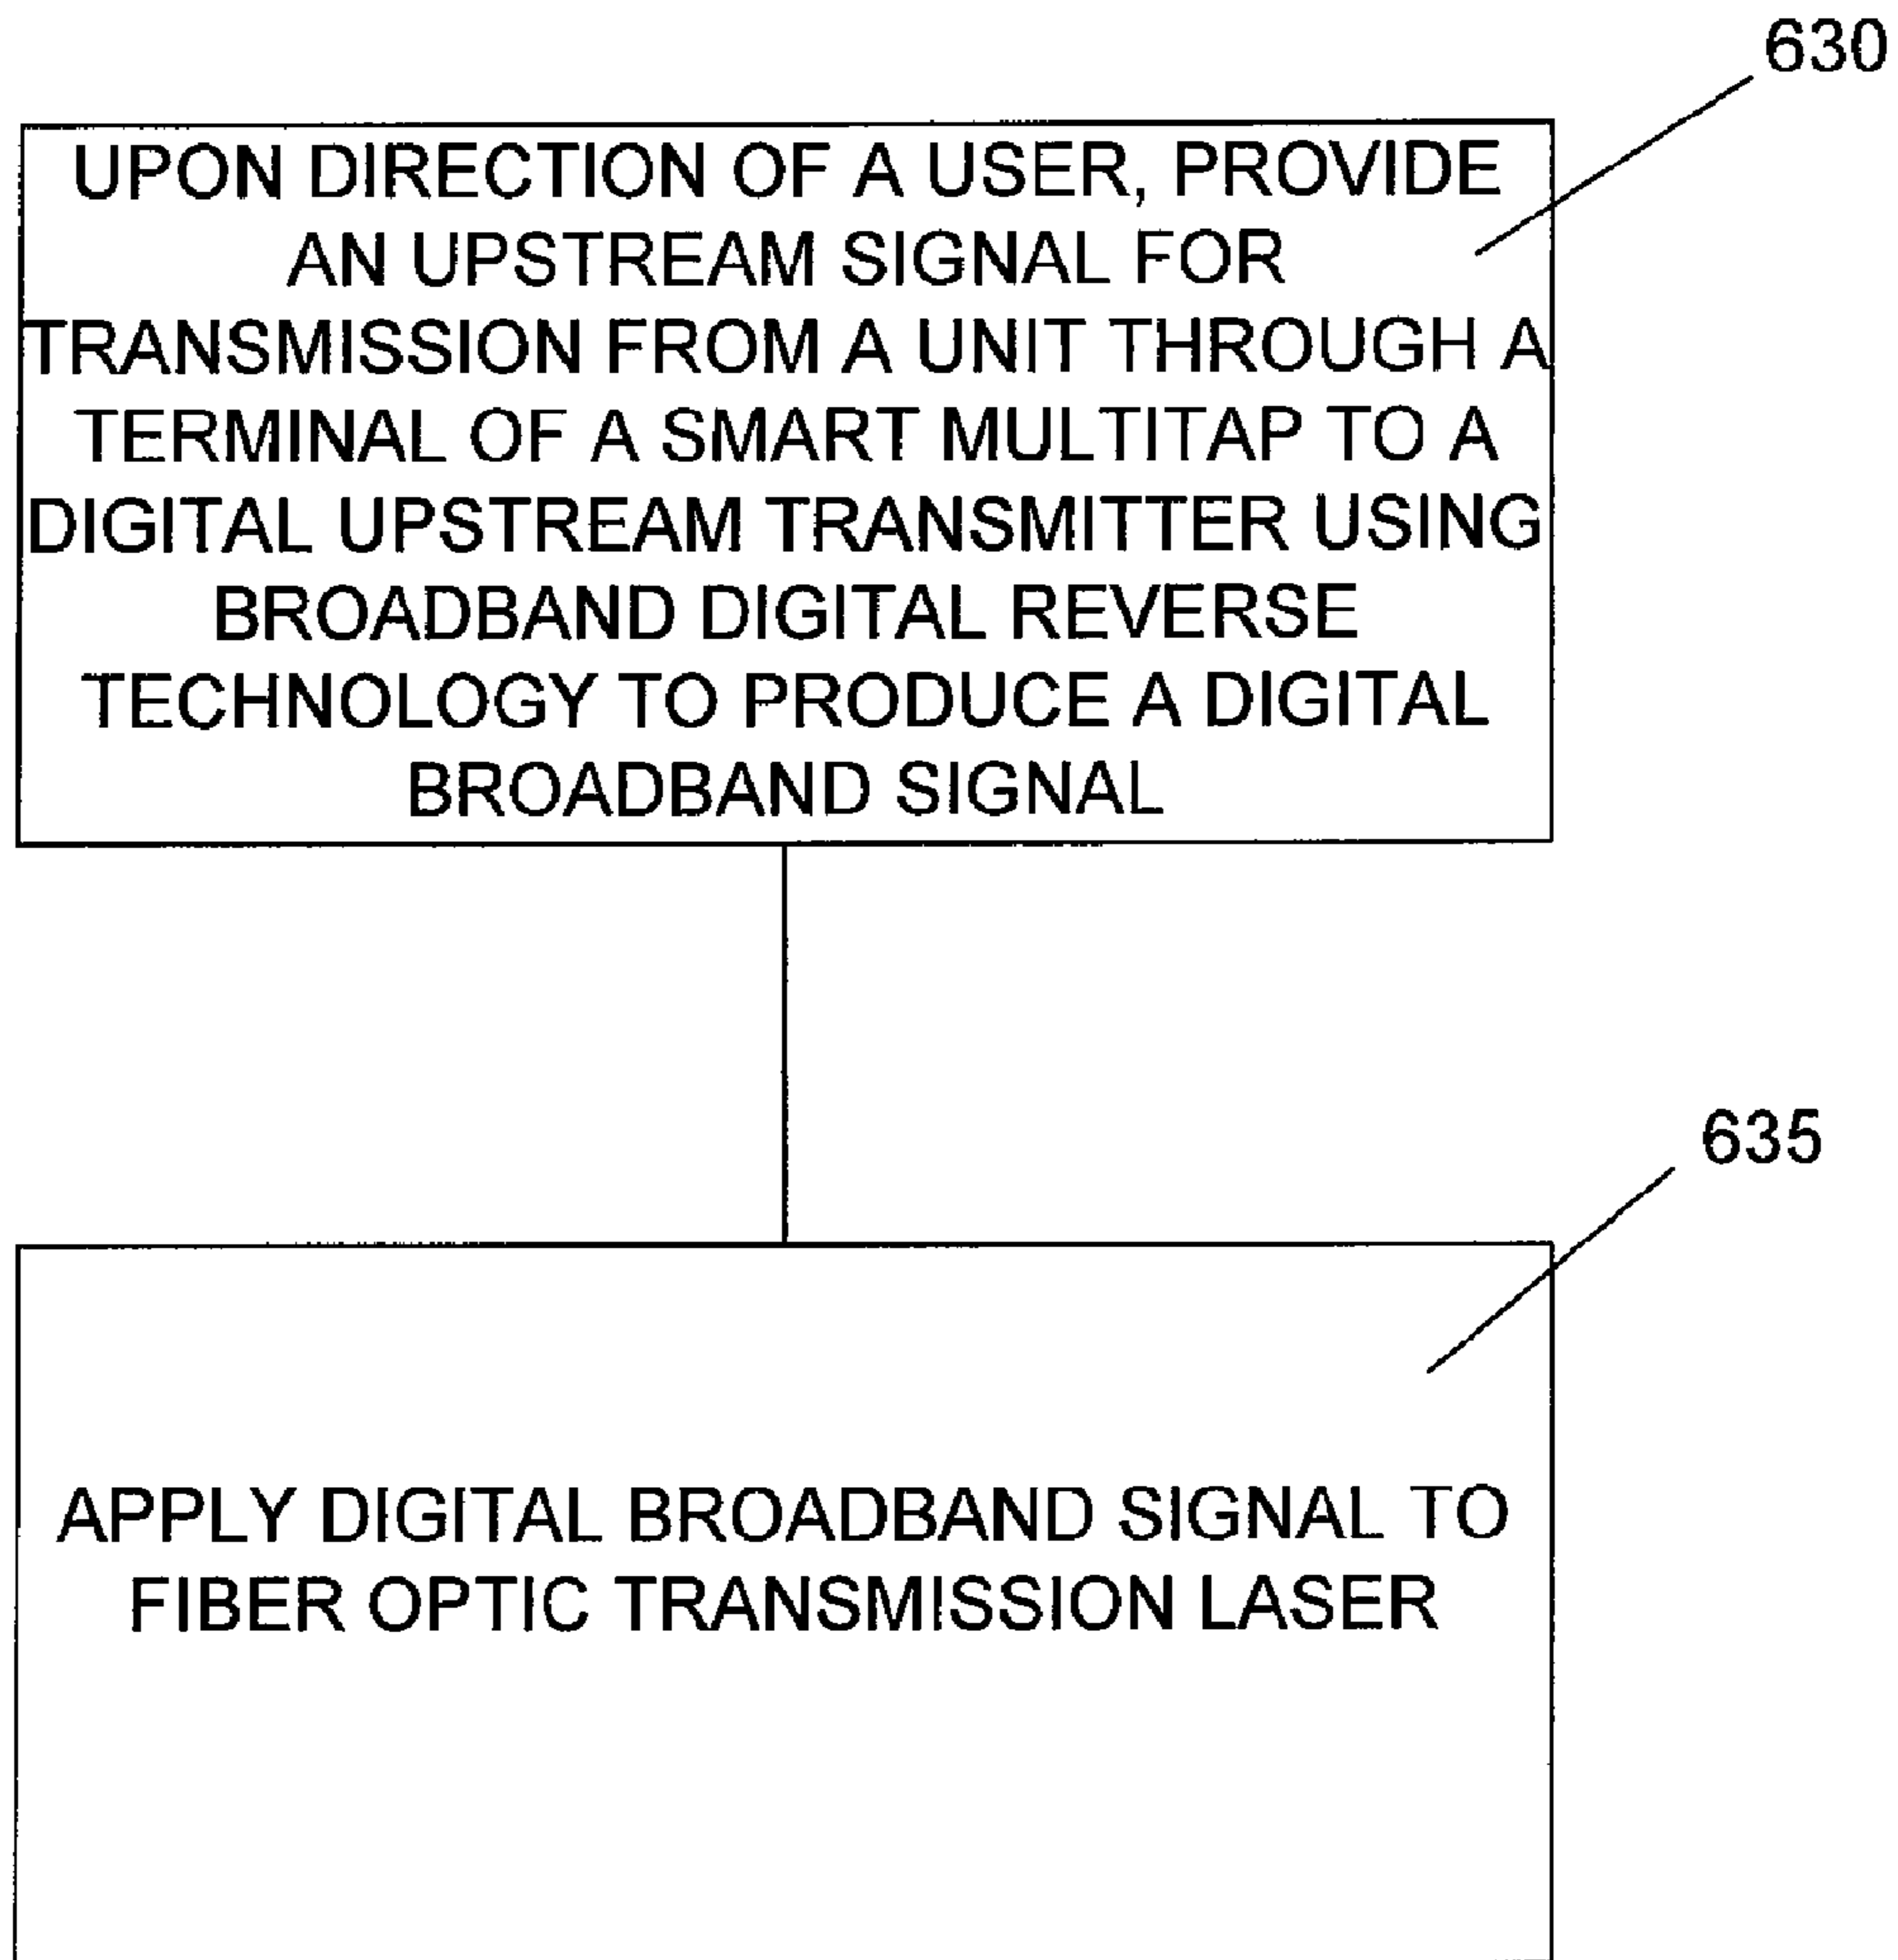 630
UPON DIRECTION OF A USER, PROVIDE
AN UPSTREAM SIGNAL FOR
TRANSMISSION FROM A UNIT THROUGH A
TERMINAL OF A SMART MULTITAP TO A
DIGITAL UPSTREAM TRANSMITTER USING
BROADBAND DIGITAL REVERSE
TECHNOLOGY TO PRODUCE A DIGITAL
BROADBAND SIGNAL
635
APPLY DIGITAL BROADBAND SIGNAL TO
FIBER OPTIC TRANSMISSION LASER